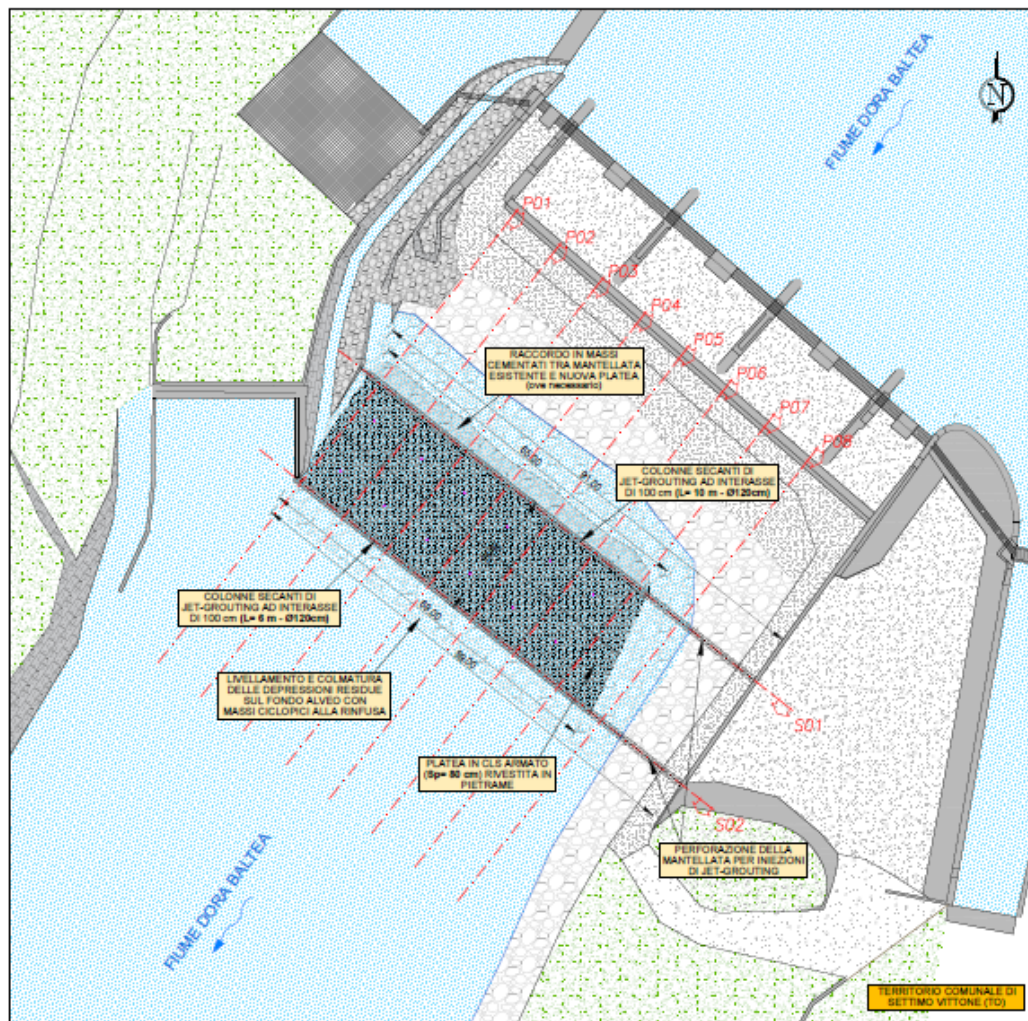 FIUME DORA BALTEA
N
P01
P02
P03
P04
P05
P06
P07
P08
RACCORDO IN MASSI
CEMENTATI TRA MANTELLATA
ESISTENTE E NUOVA PLATEA
(ove necessario)
COLONNE SECANTI DI
JET-GROUTING AD INTERASSE
DI 100 cm (L= 10 m - Ø120cm)
COLONNE SECANTI DI
JET-GROUTING AD INTERASSE
DI 100 cm (L= 6 m - Ø120cm)
LIVELLAMENTO E COLMATURA
DELLE DEPRESSIONI RESIDUE
SUL FONDO ALVEO CON
MASSI CICLOPICI ALLA RINFUSA
PLATEA IN CLS ARMATO
(Sp= 80 cm) RIVESTITA IN
PIETRAME
S01
S02
PERFORAZIONE DELLA
MANTELLATA PER INIEZIONI
DI JET-GROUTING
FIUME DORA BALTEA
TERRITORIO COMUNALE DI
SETTIMO VITTONE (TO)